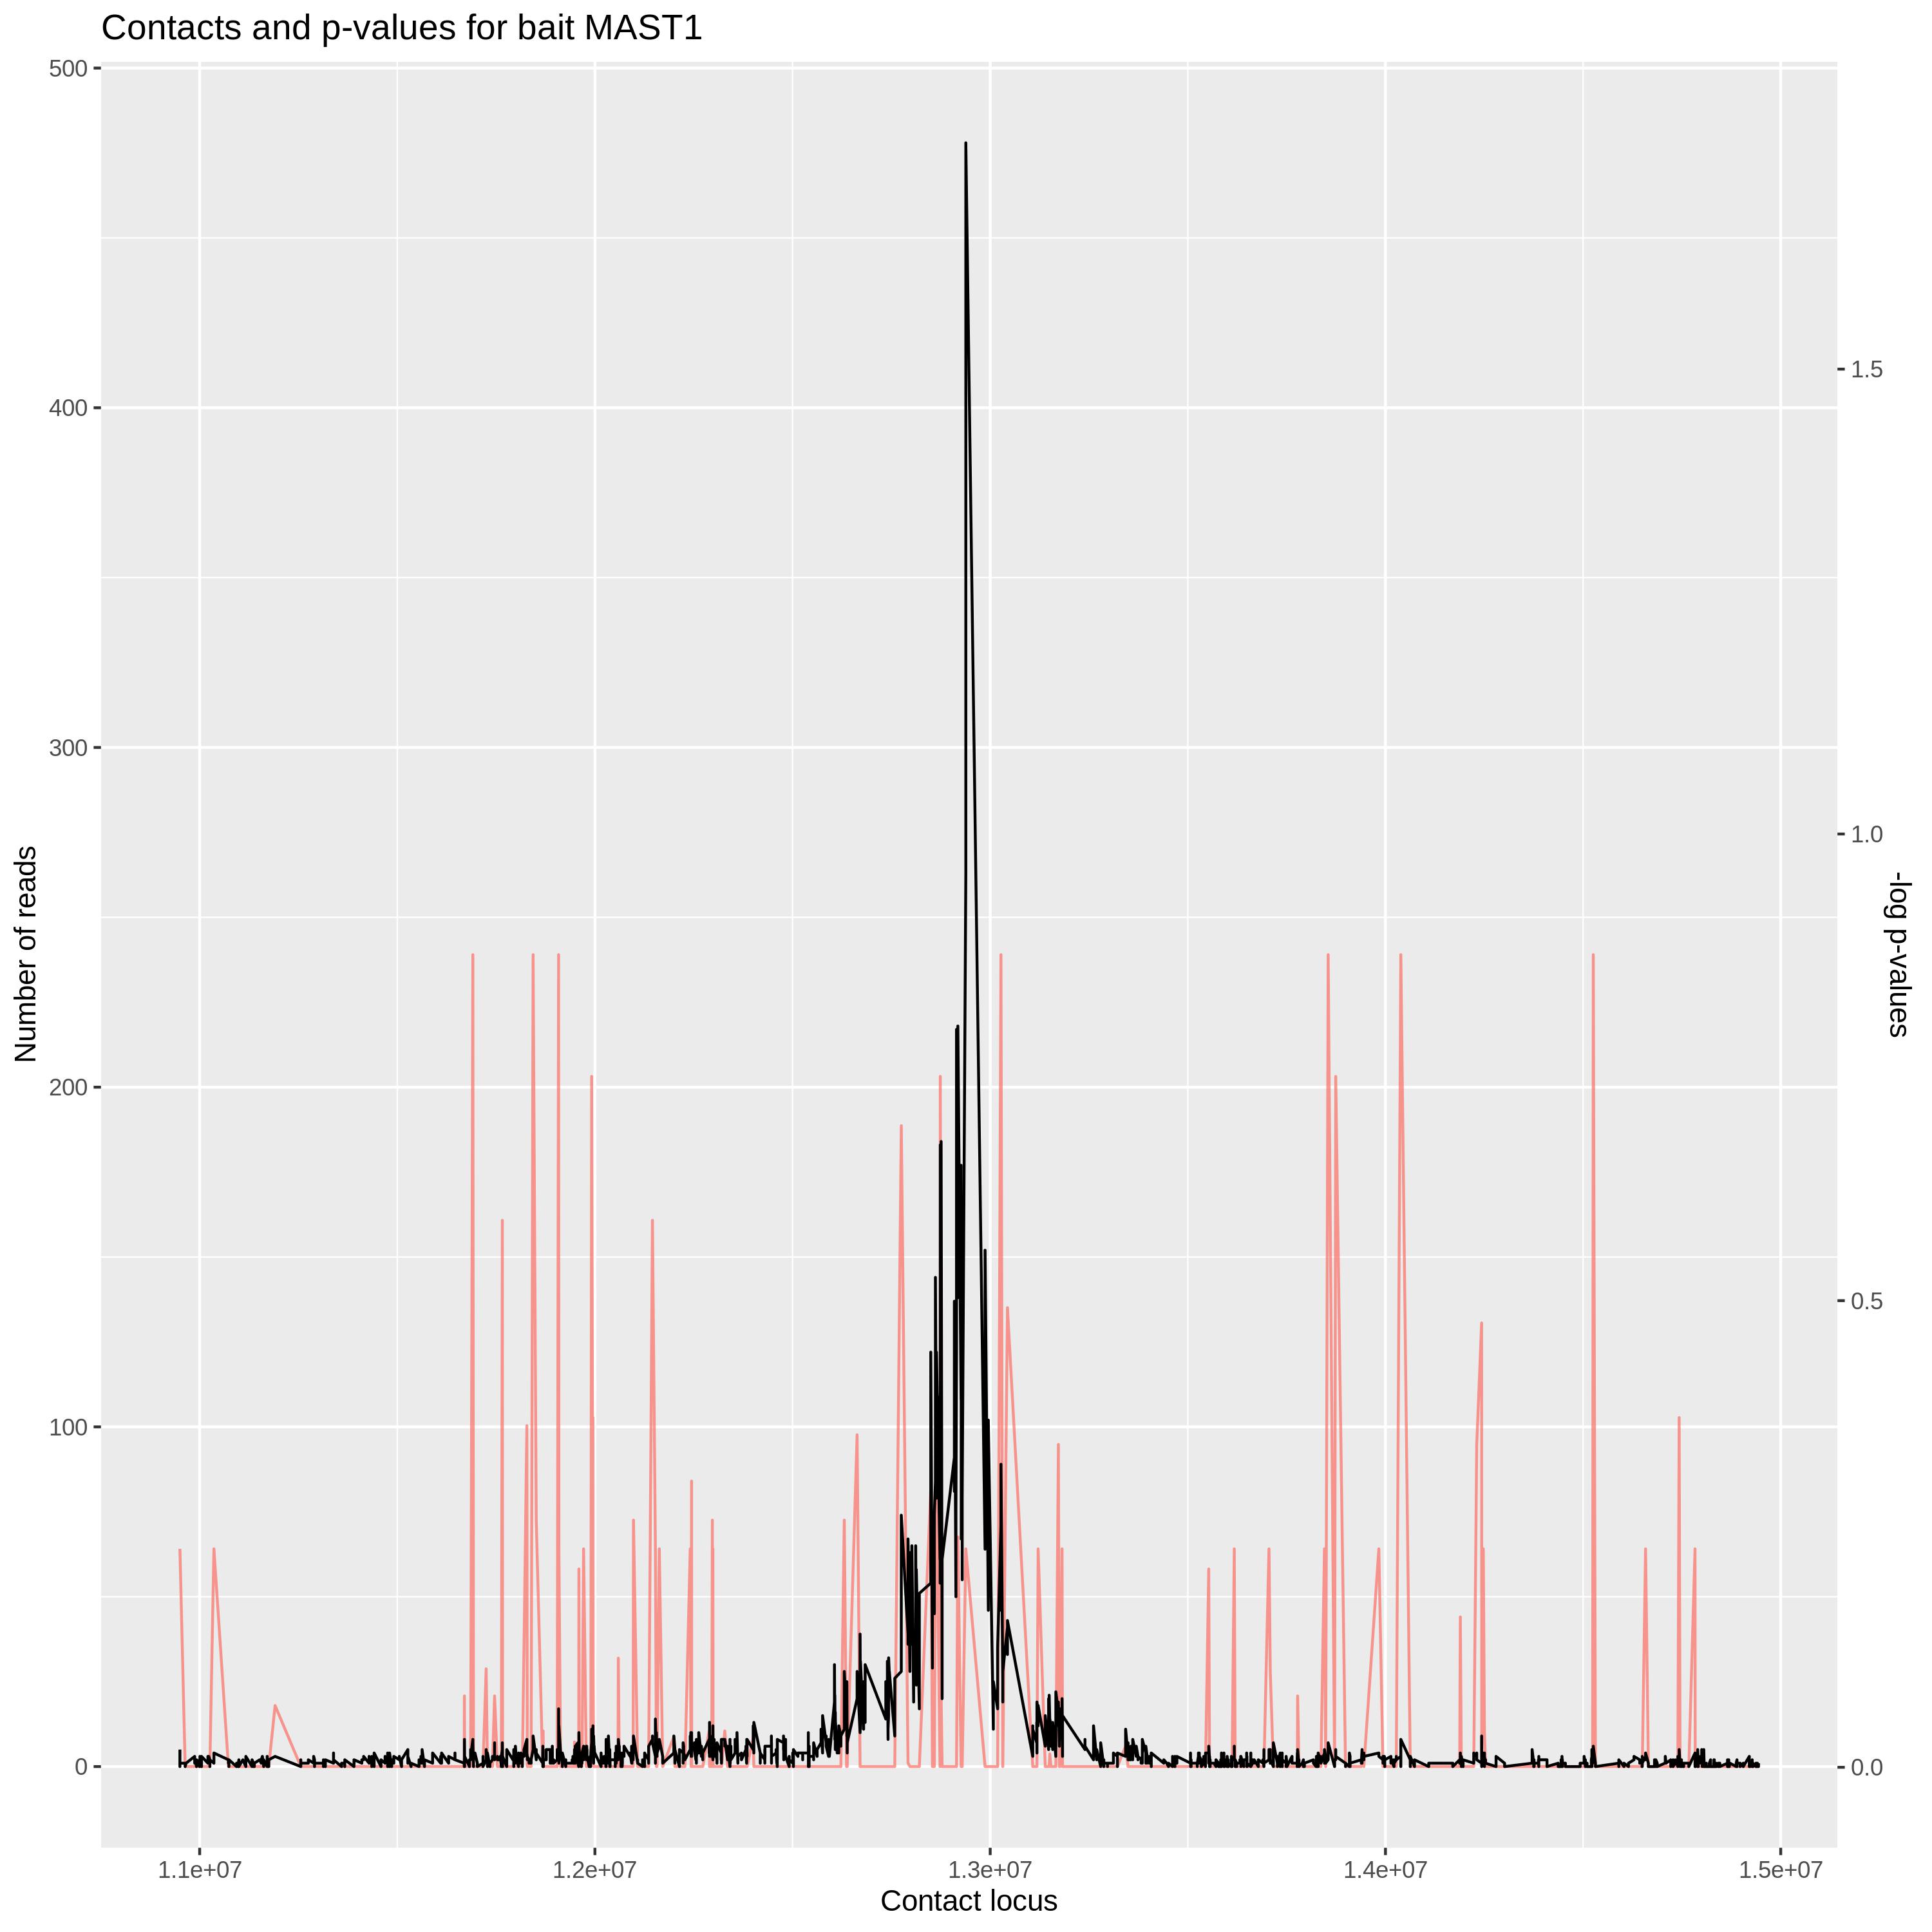 Contacts and p-values for bait MAST1
500
400
300
200
100
0
Number of reads
1.5
1.0
0.5
0.0
-log p-values
1.1e+07
1.2e+07
1.3e+07
1.4e+07
1.5e+07
Contact locus